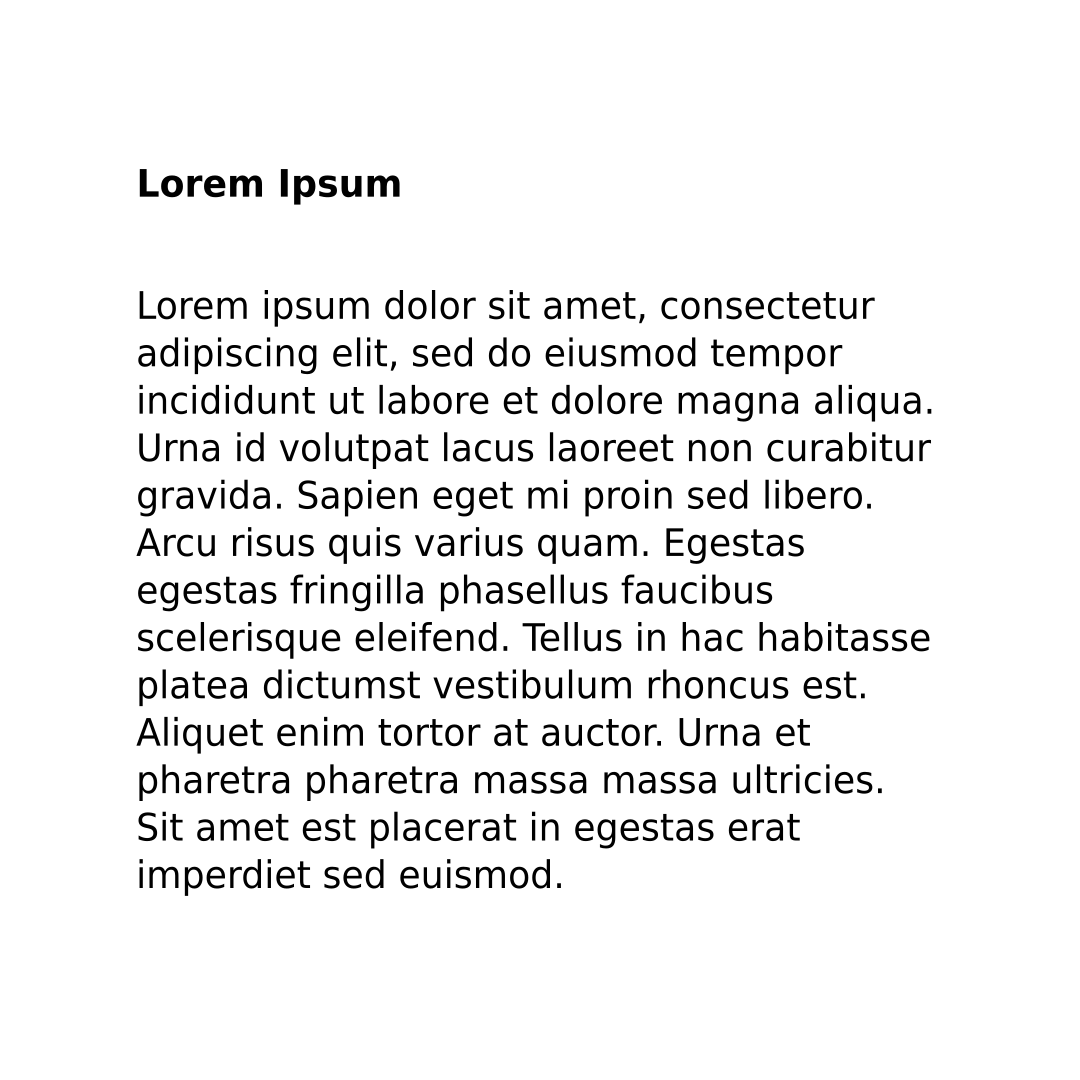 Lorem Ipsum
Lorem ipsum dolor sit amet, consectetur
adipiscing elit, sed do eiusmod tempor
incididunt ut labore et dolore magna aliqua.
Urna id volutpat lacus laoreet non curabitur
gravida. Sapien eget mi proin sed libero.
Arcu risus quis varius quam. Egestas
egestas fringilla phasellus faucibus
scelerisque eleifend. Tellus in hac habitasse
platea dictumst vestibulum rhoncus est.
Aliquet enim tortor at auctor. Urna et
pharetra pharetra massa massa ultricies.
Sit amet est placerat in egestas erat
imperdiet sed euismod.